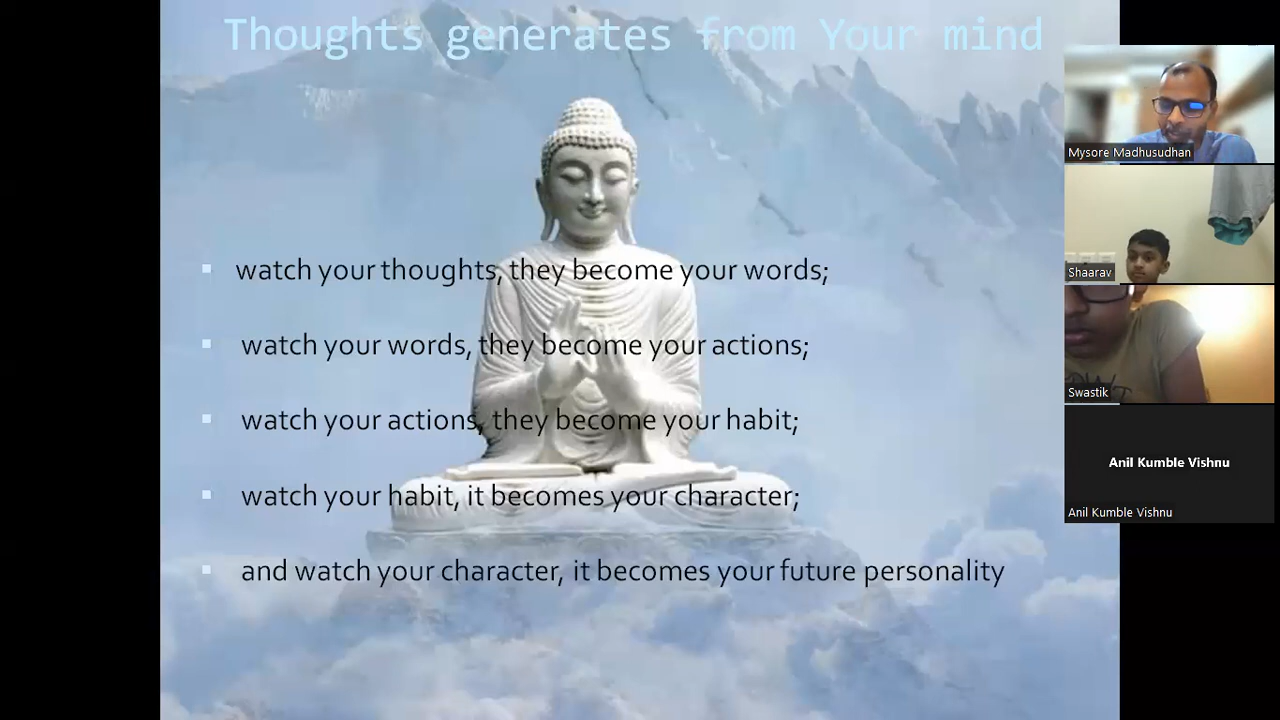 Thoughts generates from Your mind
watch your thoughts, they become your words;
watch your words, they become your actions;
watch your actions, they become your habit;
watch your habit, it becomes your character;
and watch your character, it becomes your future personality
Mysore Madhusudhan
Shaarav
Swastik
Anil Kumble Vishnu
Anil Kumble Vishnu